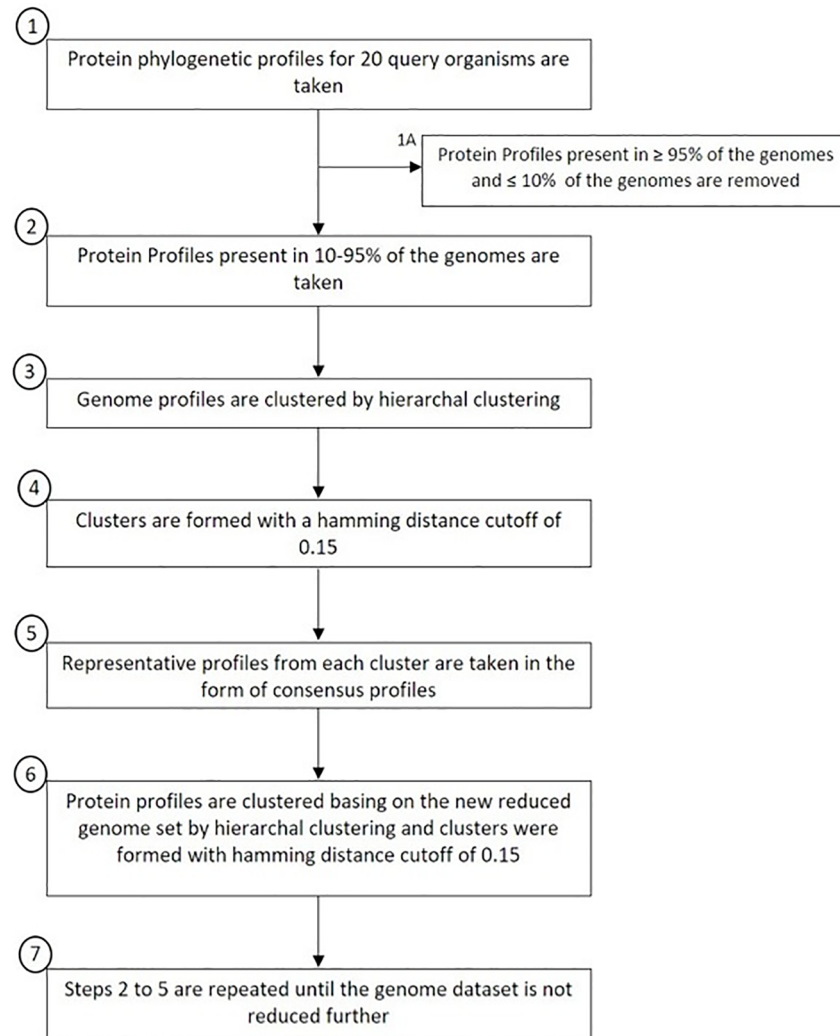 1
Protein phylogenetic profiles for 20 query organisms are
taken
1A
Protein Profiles present in ≥ 95% of the genomes
and ≤ 10% of the genomes are removed
2
Protein Profiles present in 10-95% of the genomes are
taken
3
Genome profiles are clustered by hierarchal clustering
4
Clusters are formed with a hamming distance cutoff of
0.15
5
Representative profiles from each cluster are taken in the
form of consensus profiles
6
Protein profiles are clustered basing on the new reduced
genome set by hierarchal clustering and clusters were
formed with hamming distance cutoff of 0.15
7
Steps 2 to 5 are repeated until the genome dataset is not
reduced further